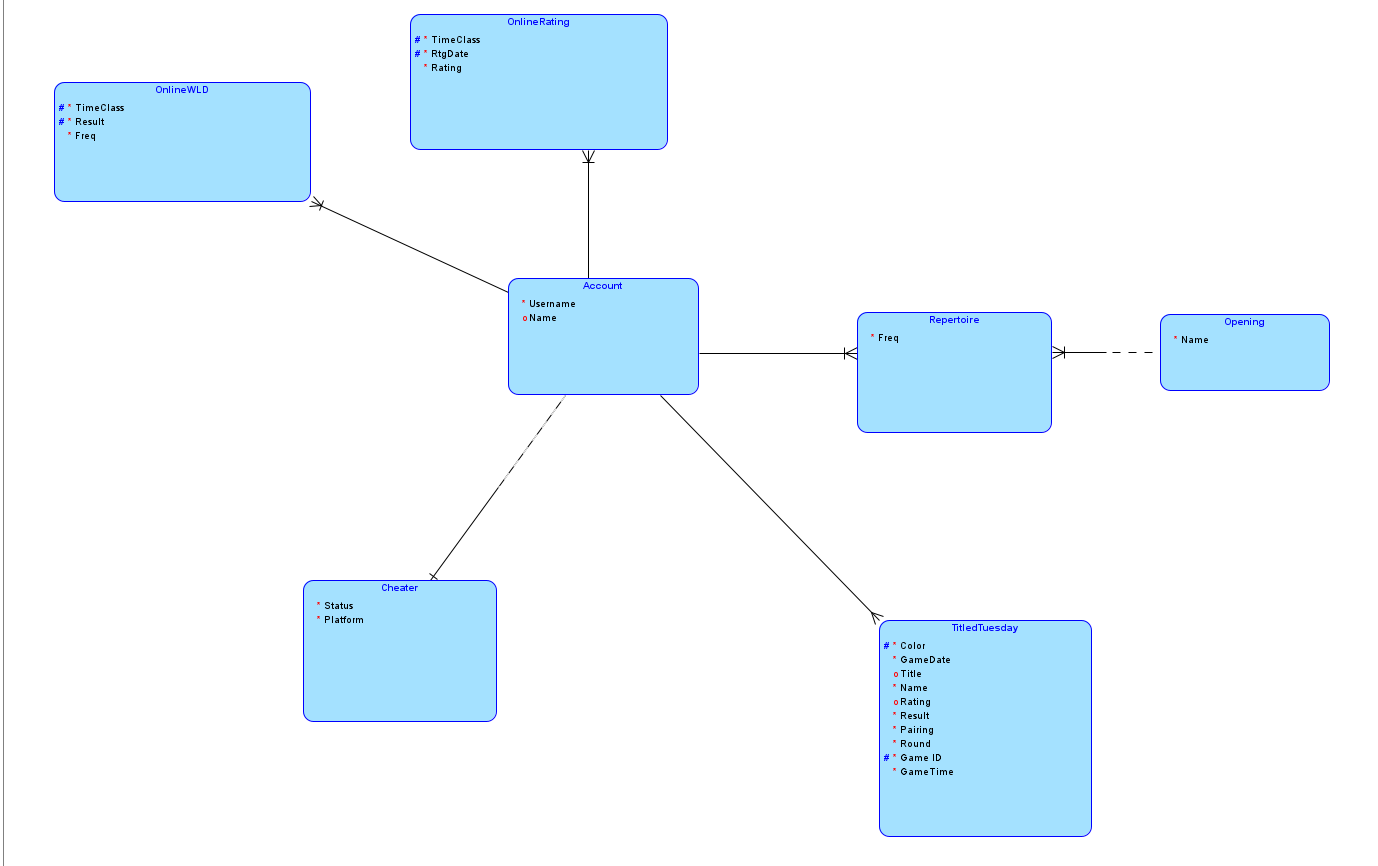 OnlineRating
# * TimeClass
# * RtgDate
* Rating
OnlineWLD
# * TimeClass
# * Result
* Freq
Account
* Username
o Name
Repertoire
* Freq
Opening
* Name
Cheater
* Status
* Platform
TitledTuesday
# * Color
* GameDate
o Title
* Name
o Rating
* Result
* Pairing
* Round
# * Game ID
* GameTime